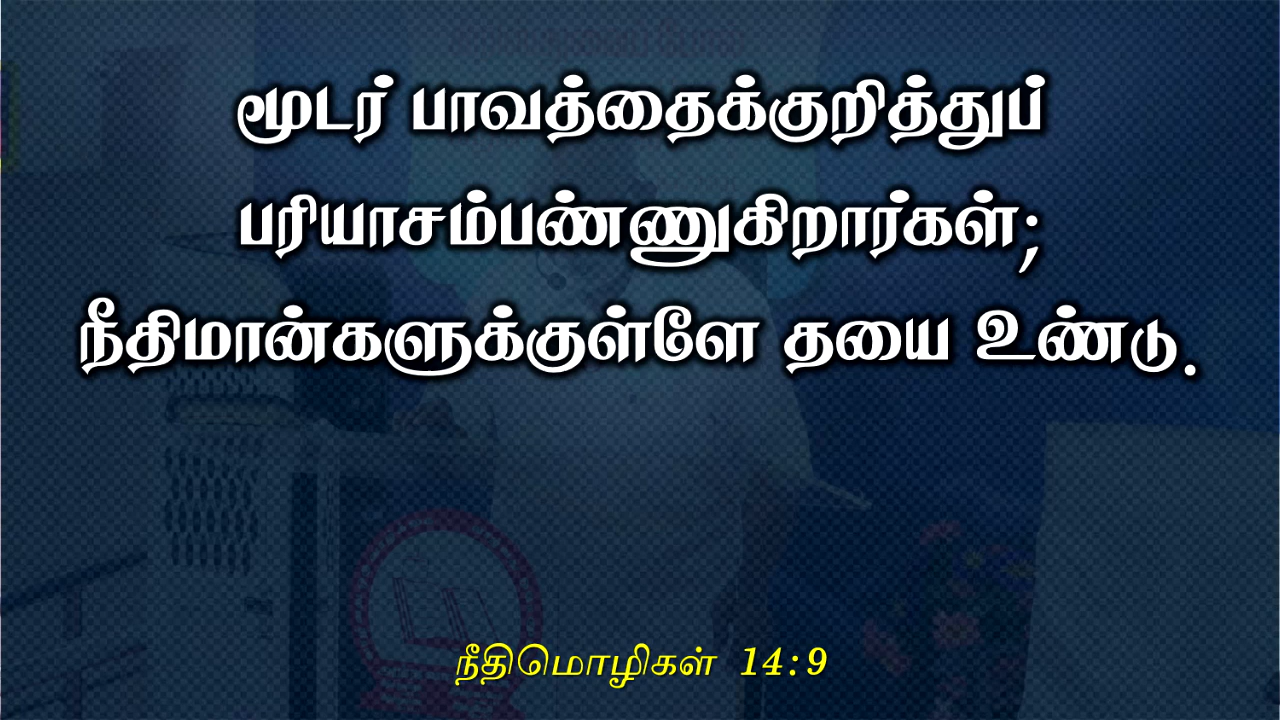 மூடர் பாவத்தைக்குறித்துப்
பரியாசம்பண்ணுகிறார்கள்;
நீதிமான்களுக்குள்ளே தயை உண்டு.
நீதிமொழிகள் 14:9